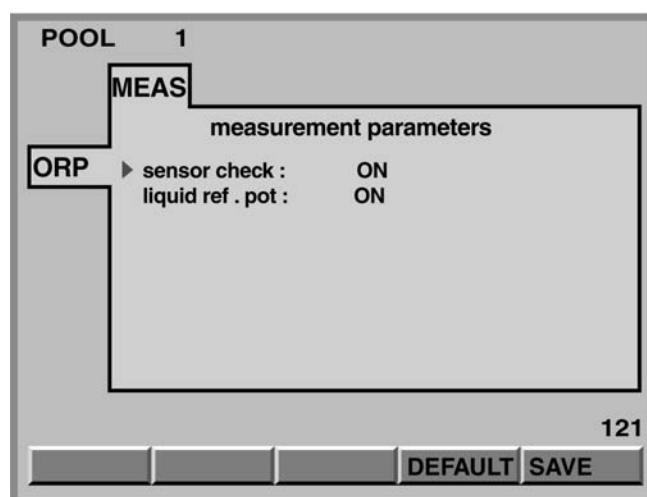 POOL 1
MEAS
measurement parameters
ORP
sensor check : ON
liquid ref . pot : ON
121
DEFAULT SAVE